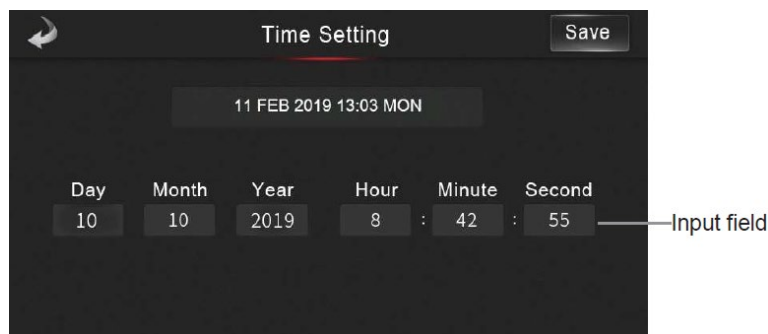 Time Setting Save
11 FEB 2019 13:03 MON
Day Month Year Hour Minute Second
10 10 2019 8 : 42 : 55 Input field